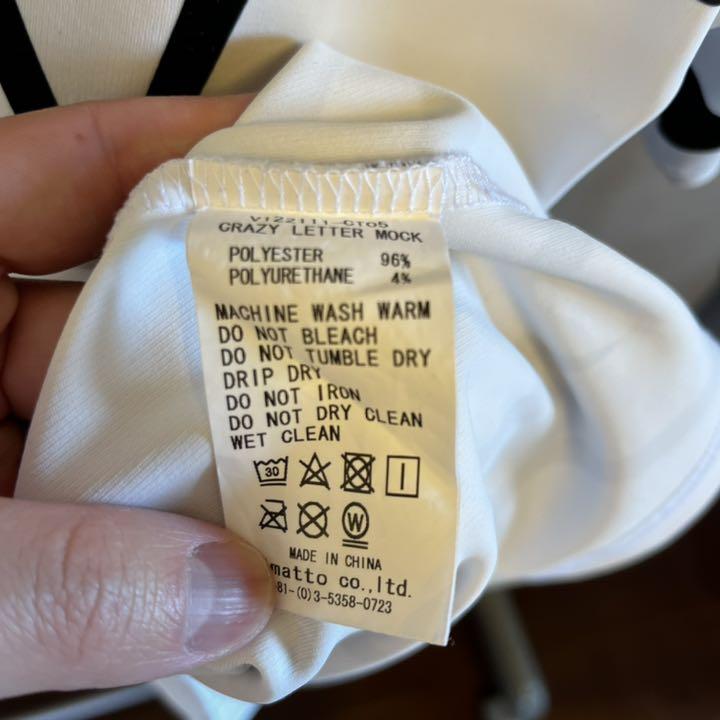 V122111-CT05
CRAZY LETTER MOCK
POLYESTER 96%
POLYURETHANE 4%
MACHINE WASH WARM
DO NOT BLEACH
DO NOT TUMBLE DRY
DRIP DRY
DO NOT IRON
DO NOT DRY CLEAN
WET CLEAN
30
W
MADE IN CHINA
matto co.,ltd.
81-(0)3-5358-0723